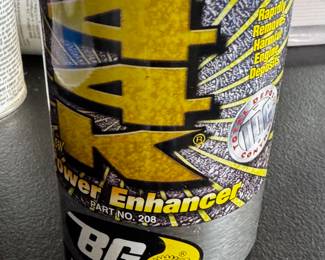 44K®
Power Enhancer
PART NO. 208
BG
Rapidly
Removes
Harmful
Engine
Deposits